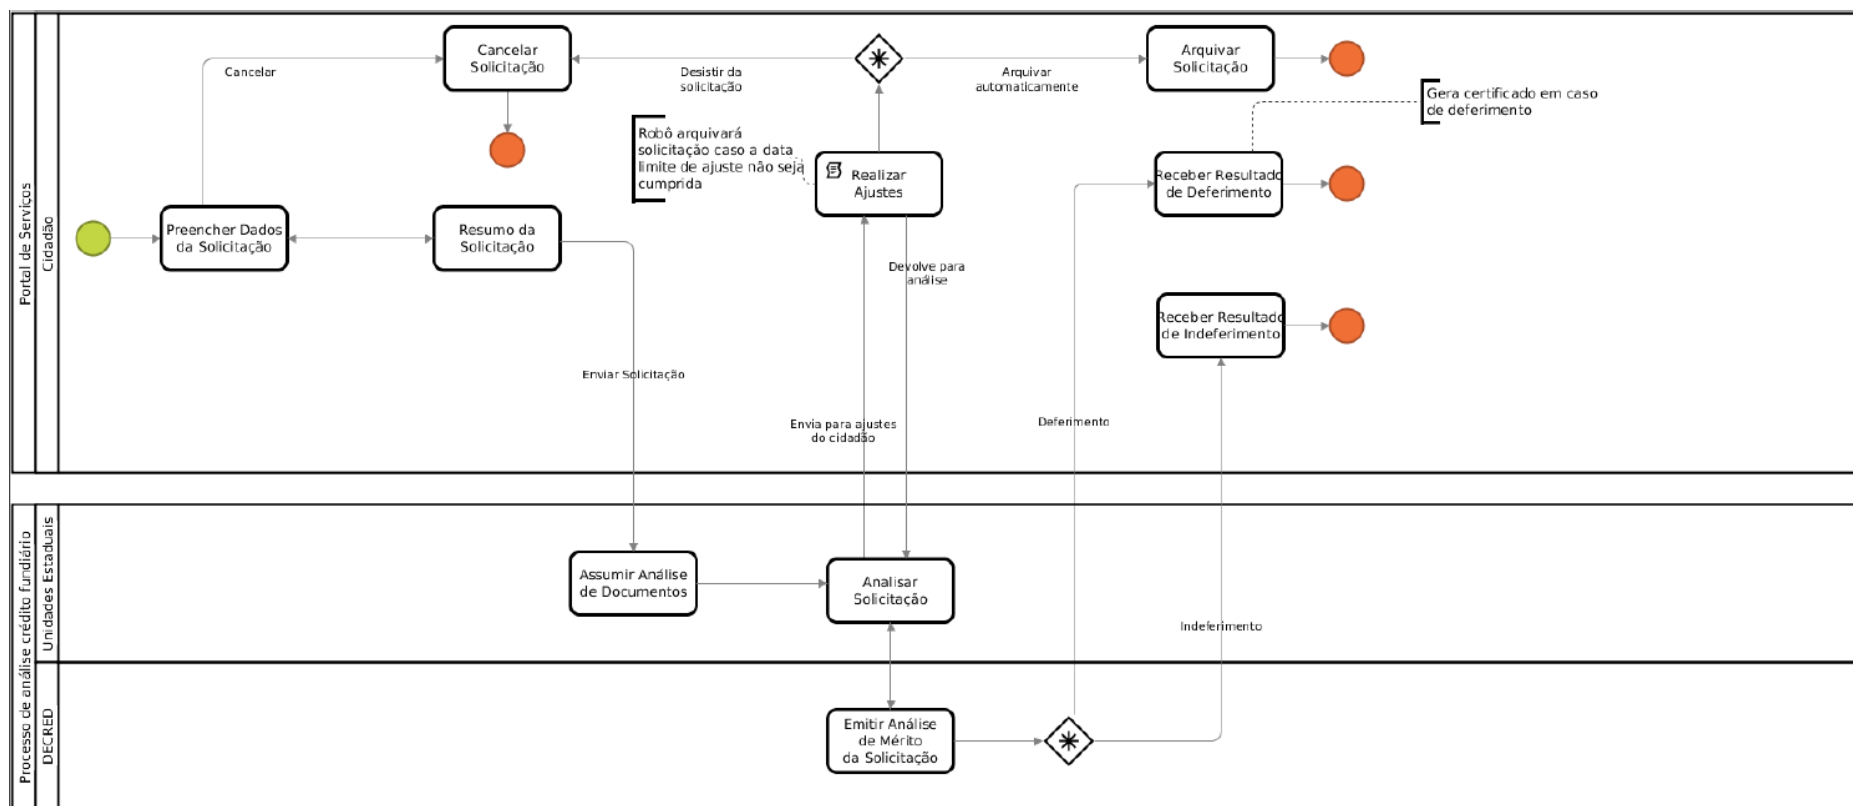 Portal de Serviços
Cidadão
Cancelar
Solicitação
Arquivar
Solicitação
Cancelar
Desistir da
solicitação
Arquivar
automaticamente
Gera certificado em caso
de deferimento
Robô arquivará
solicitação caso a data
limite de ajuste não seja
cumprida
Realizar
Ajustes
Receber Resultado
de Deferimento
Preencher Dados
da Solicitação
Resumo da
Solicitação
Devolve para
análise
Receber Resultado
de Indeferimento
Enviar Solicitação
Envia para ajustes
do cidadão
Deferimento
Processo de análise crédito fundiário
Unidades Estaduais
Assumir Análise
de Documentos
Analisar
Solicitação
Indeferimento
DECRED
Emitir Análise
de Mérito
da Solicitação